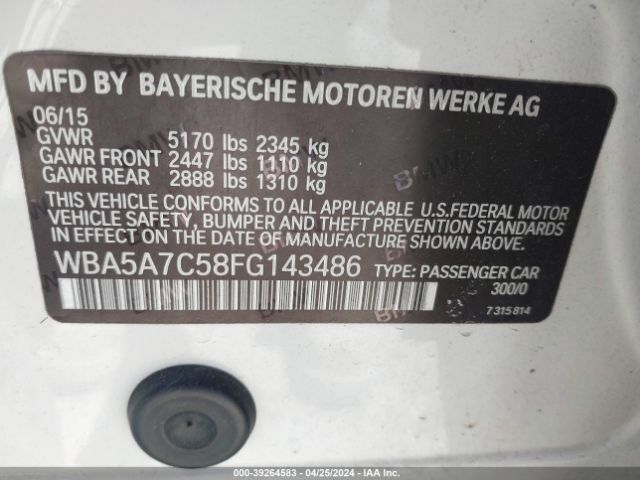 MFD BY BAYERISCHE MOTOREN WERKE AG
06/15
GVWR 5170 lbs 2345 kg
GAWR FRONT 2447 lbs 1110 kg
GAWR REAR 2888 lbs 1310 kg
THIS VEHICLE CONFORMS TO ALL APPLICABLE U.S.FEDERAL MOTOR
VEHICLE SAFETY, BUMPER AND THEFT PREVENTION STANDARDS
IN EFFECT ON THE DATE OF MANUFACTURE SHOWN ABOVE.
WBA5A7C58FG143486 TYPE: PASSENGER CAR
300/0
7 315 814
000-39264583 - 04/25/2024 - IAA Inc.